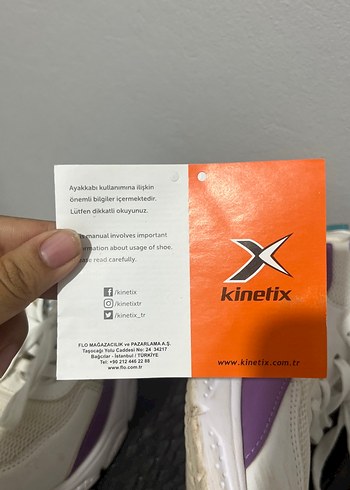 Ayakkabı kullanımına ilişkin
önemli bilgiler içermektedir.
Lütfen dikkatli okuyunuz.
manual involves important
about usage of shoe.
read carefully.
/kinetix
/kinetixtr
/kinetix_tr
FLO MAĞAZACILIK ve PAZARLAMA A.Ş.
Taşocağı Yolu Caddesi No: 24 34217
Bağcılar - İstanbul / TÜRKİYE
Tel: +90 212 446 22 88
www.flo.com.tr
kinetix
www.kinetix.com.tr